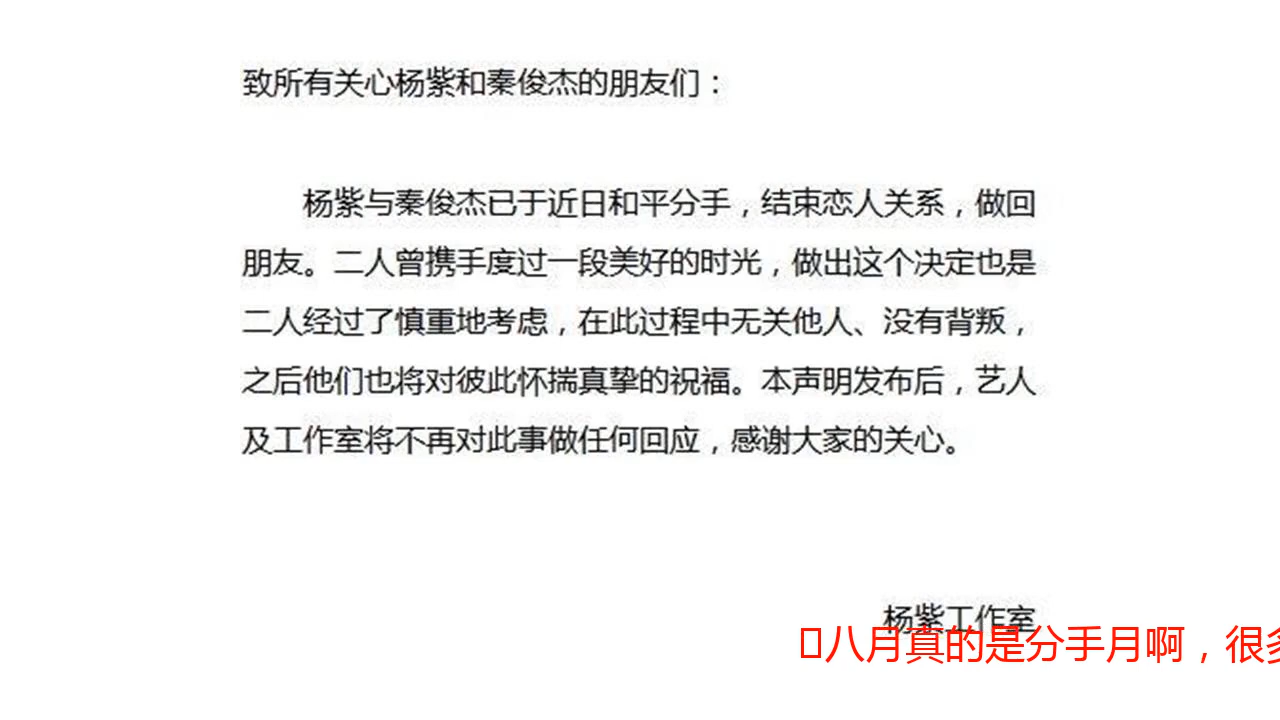 致所有关心杨紫和秦俊杰的朋友们：
杨紫与秦俊杰已于近日和平分手，结束恋人关系，做回
朋友。二人曾携手度过一段美好的时光，做出这个决定也是
二人经过了慎重地考虑，在此过程中无关他人、没有背叛，
之后他们也将对彼此怀揣真挚的祝福。本声明发布后，艺人
及工作室将不再对此事做任何回应，感谢大家的关心。
杨紫工作室
八月真的是分手月啊，很多